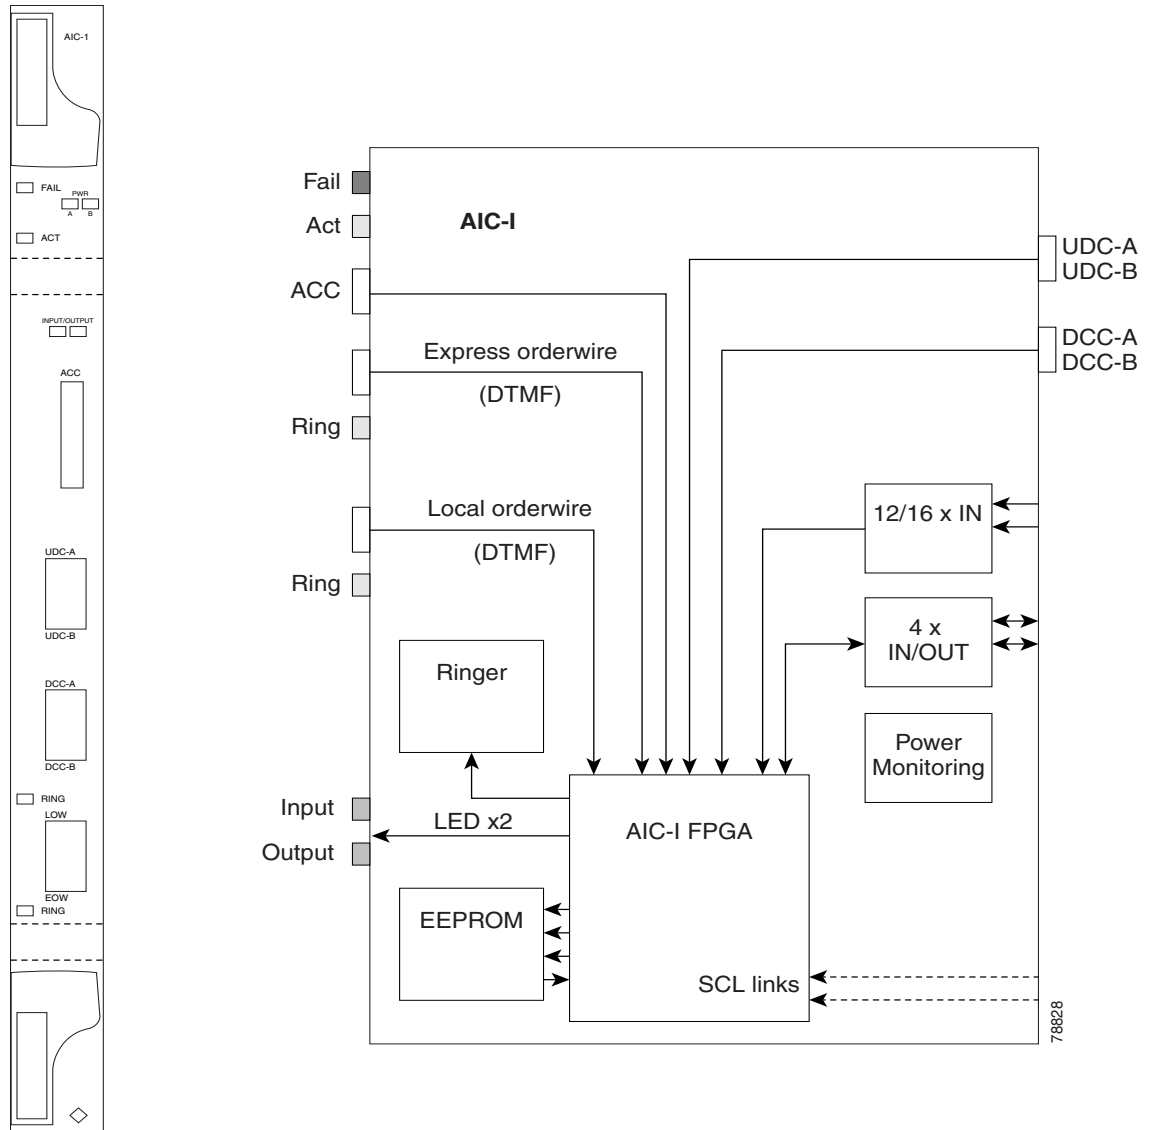 AIC-1
FAIL
PWR
A B
ACT
INPUT/OUTPUT
ACC
UDC-A
UDC-B
DCC-A
DCC-B
RING
LOW
EOW
RING
Fail
Act
AIC-I
ACC
Express orderwire
(DTMF)
Ring
Local orderwire
(DTMF)
Ring
UDC-A
UDC-B
DCC-A
DCC-B
12/16 x IN
4 x
IN/OUT
Ringer
Power
Monitoring
Input
LED x2
Output
AIC-I FPGA
EEPROM
SCL links
78828